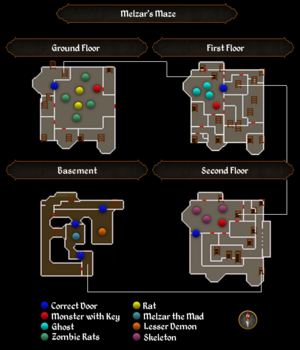 Melzar's Maze
Ground Floor
First Floor
Basement
Second Floor
Correct Door
Rat
Monster with Key
Melzar the Mad
Ghost
Lesser Demon
Zombie Rats
Skeleton